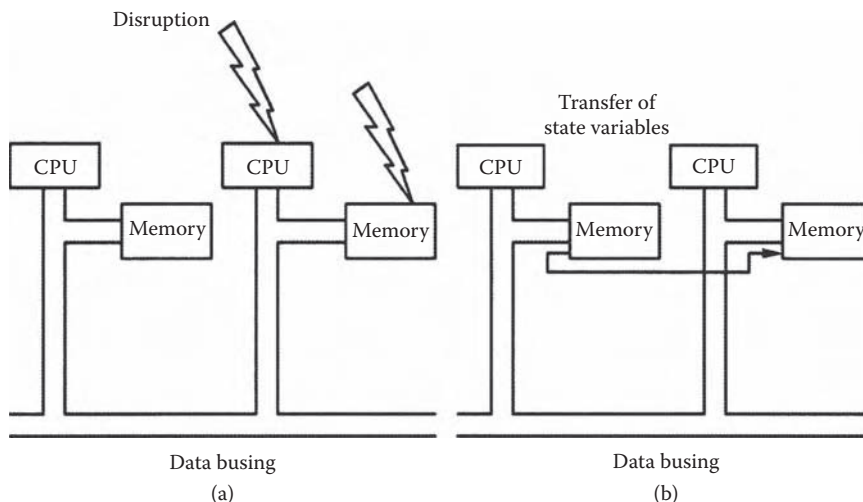 Disruption
CPU
CPU
Memory
Memory
Data busing
(a)
Transfer of
state variables
CPU
CPU
Memory
Memory
Data busing
(b)